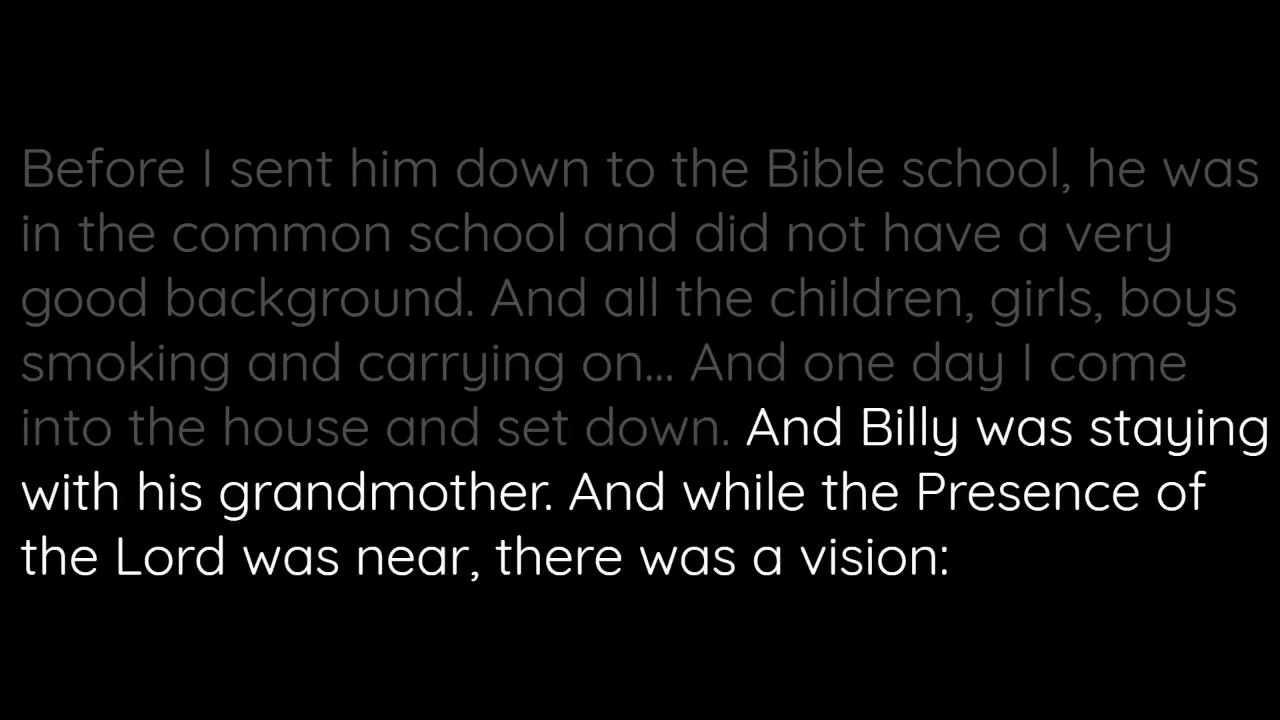 Before I sent him down to the Bible school, he was
in the common school and did not have a very
good background. And all the children, girls, boys
smoking and carrying on... And one day I come
into the house and set down. And Billy was staying
with his grandmother. And while the Presence of
the Lord was near, there was a vision: